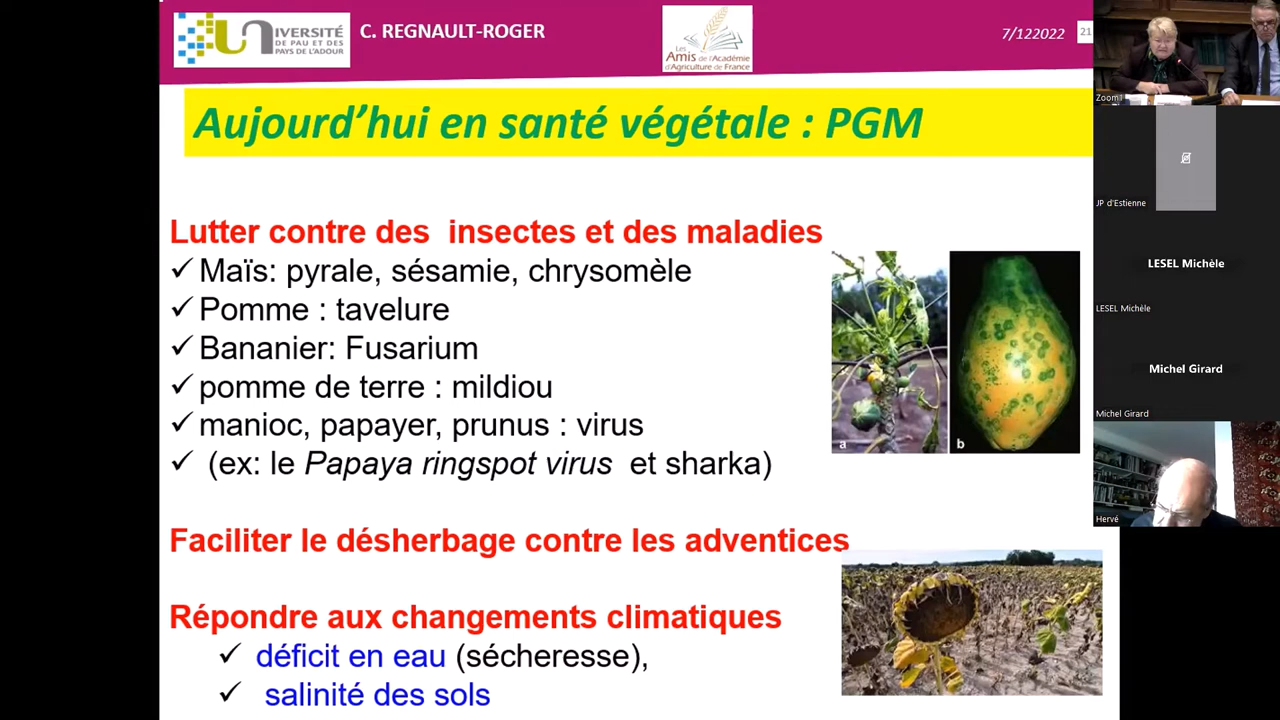 UNIVERSITÉ
DE PAU ET DES
PAYS DE L'ADOUR
C. REGNAULT-ROGER
Les
Amis de l'Académie
d'Agriculture de France
7/122022
21
Aujourd'hui en santé végétale : PGM
Lutter contre des insectes et des maladies
✓ Maïs: pyrale, sésamie, chrysomèle
✓ Pomme : tavelure
✓ Bananier: Fusarium
✓ pomme de terre : mildiou
✓ manioc, papayer, prunus : virus
✓ (ex: le Papaya ringspot virus et sharka)
a
b
Faciliter le désherbage contre les adventices
Répondre aux changements climatiques
✓ déficit en eau (sécheresse),
✓ salinité des sols
Zoom1
JP d'Estienne
LESEL Michèle
LESEL Michèle
Michel Girard
Michel Girard
Hervé